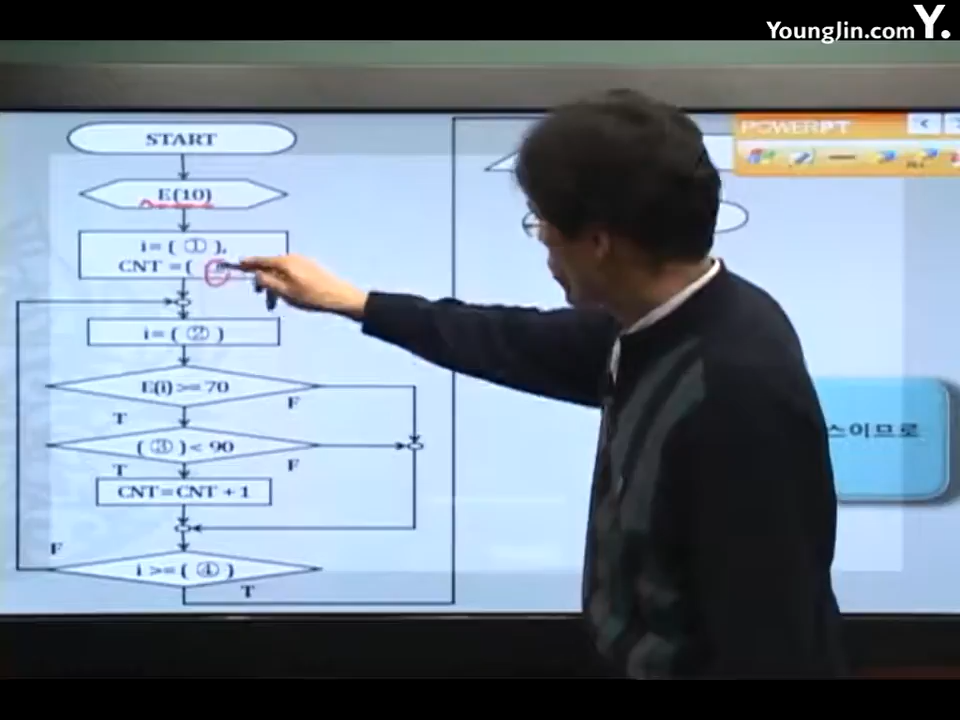 YoungJin.com Y.
POWERPT
START
E(10)
i= ( ① ),
CNT =(
i= ( ② )
E(i) >= 70
F
T
( ③ ) < 90
F
T
CNT=CNT + 1
F
i >= ( ④ )
T
스이므로